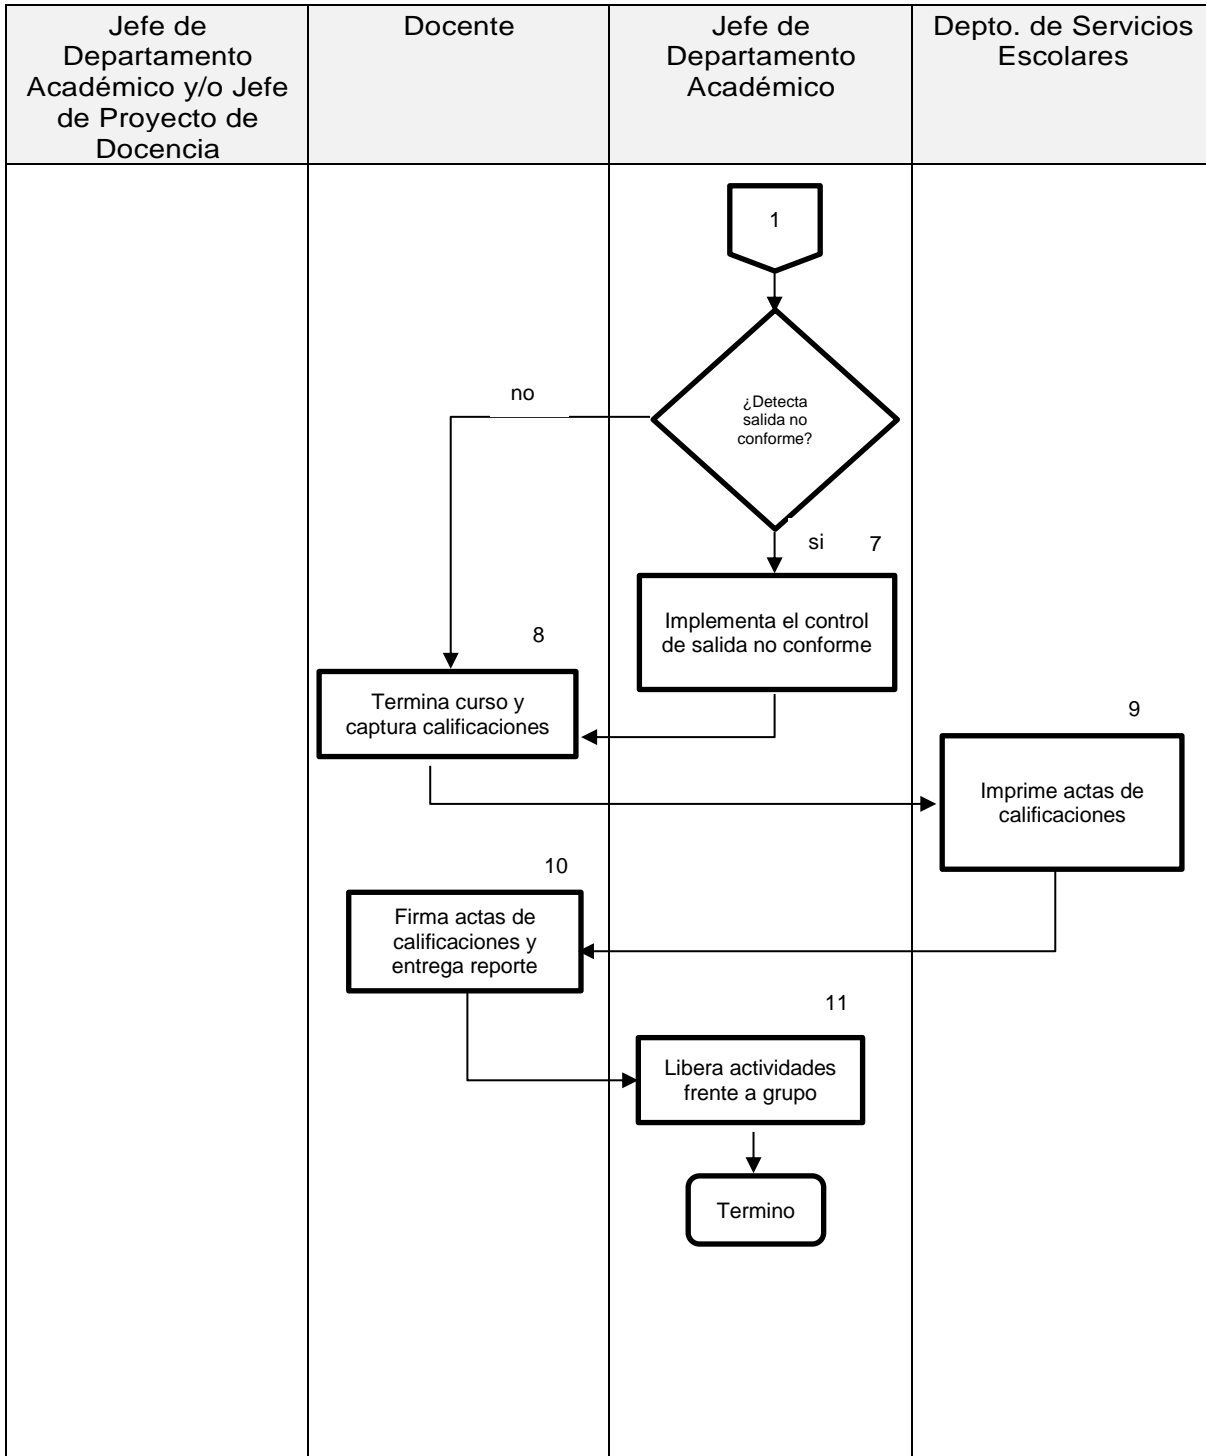 Jefe de
Departamento
Académico y/o Jefe
de Proyecto de
Docencia
Docente
Jefe de
Departamento
Académico
Depto. de Servicios
Escolares
1
¿Detecta
salida no
conforme?
no
si
7
Implementa el control
de salida no conforme
8
Termina curso y
captura calificaciones
9
Imprime actas de
calificaciones
10
Firma actas de
calificaciones y
entrega reporte
11
Libera actividades
frente a grupo
Termino